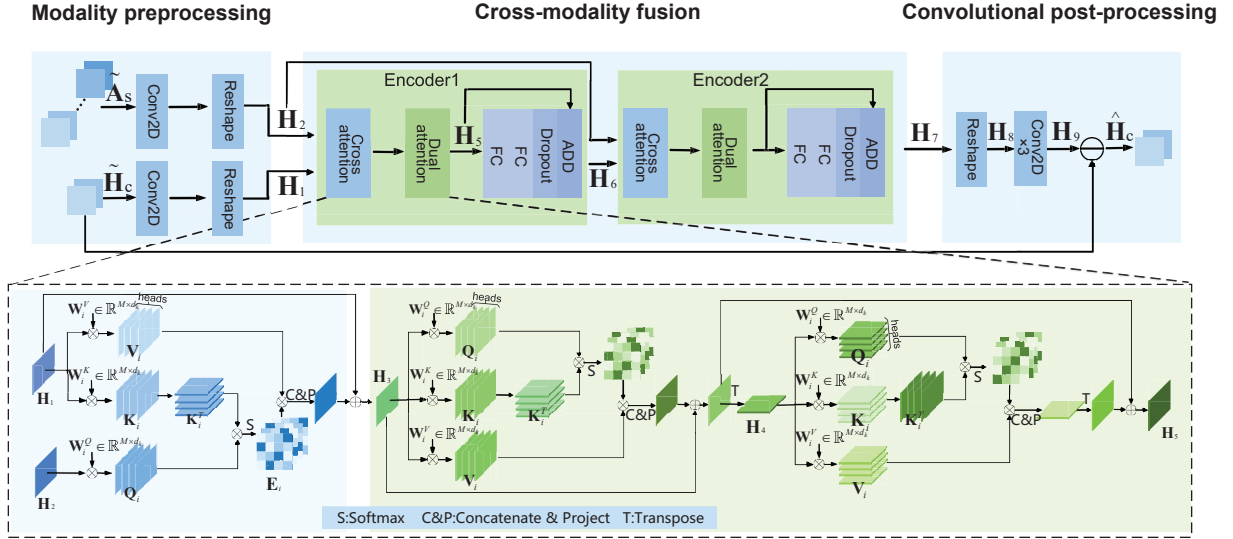 Modality preprocessing
Cross-modality fusion
Convolutional post-processing
Ã_s
Conv2D
Reshape
H_2
H̃_c
Conv2D
Reshape
H_1
Encoder1
Cross attention
Dual attention
H_5
FC
FC
Dropout
ADD
H_6
Encoder2
Cross attention
Dual attention
FC
FC
Dropout
ADD
H_7
Reshape
H_8
Conv2D ×3
H_9
Ĥ_c
H_1
W_i^V ∈ ℝ^{M×d_k}
heads
V_i
W_i^K ∈ ℝ^{M×d_k}
K_i
K_i^T
W_i^Q ∈ ℝ^{M×d_k}
H_2
Q_i
S
E_i
C&P
H_3
W_i^Q ∈ ℝ^{M×d_k}
heads
Q_i
W_i^K ∈ ℝ^{M×d_k}
K_i
K_i^T
W_i^V ∈ ℝ^{M×d_k}
V_i
S
C&P
T
H_4
W_i^Q ∈ ℝ^{M×d_k}
heads
Q_i
W_i^K ∈ ℝ^{M×d_k}
K_i
K_i^T
W_i^V ∈ ℝ^{M×d_k}
V_i
S
C&P
T
H_5
S:Softmax C&P:Concatenate & Project T:Transpose